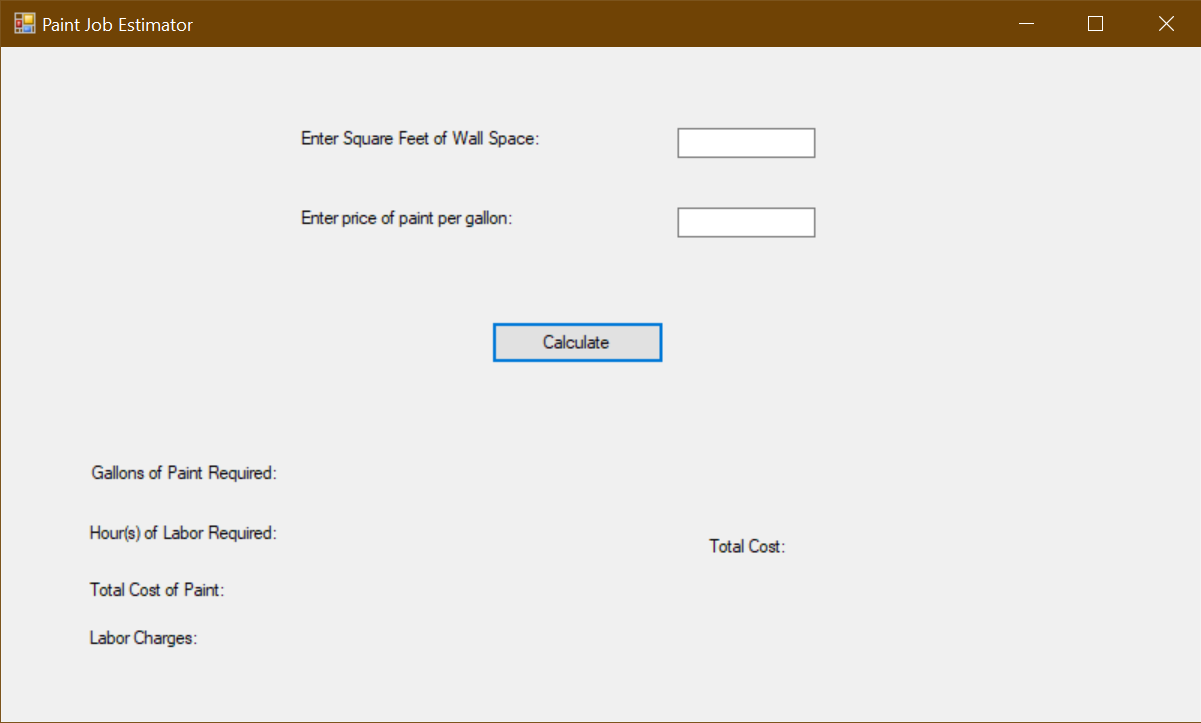 Paint Job Estimator
Enter Square Feet of Wall Space:
Enter price of paint per gallon:
Calculate
Gallons of Paint Required:
Hour(s) of Labor Required:
Total Cost:
Total Cost of Paint:
Labor Charges: